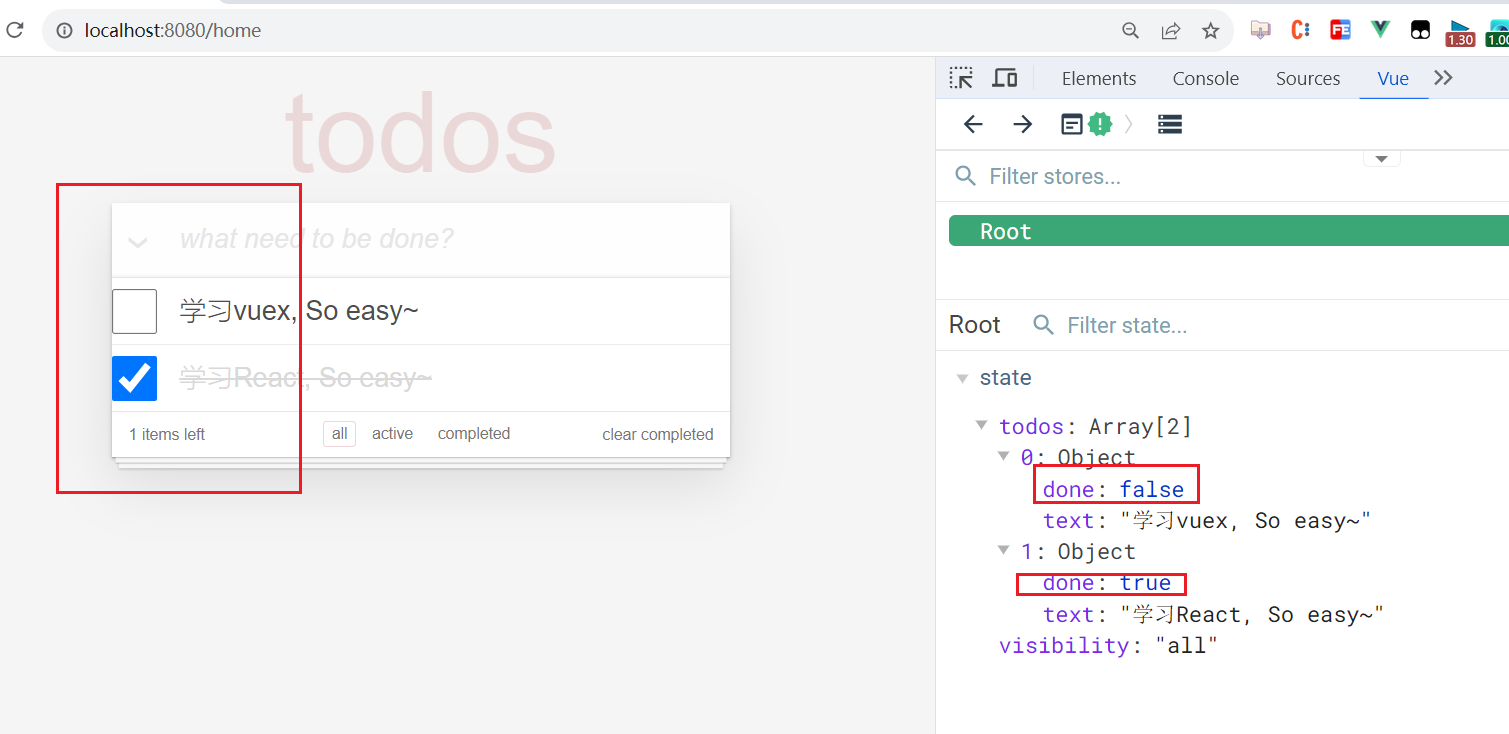 localhost:8080/home
1.30
1.00
Elements Console Sources Vue
todos
what need to be done?
学习vuex, So easy~
学习React, So easy~
1 items left all active completed clear completed
Filter stores...
Root
Root Filter state...
state
todos: Array[2]
0: Object
done: false
text: "学习vuex, So easy~"
1: Object
done: true
text: "学习React, So easy~"
visibility: "all"